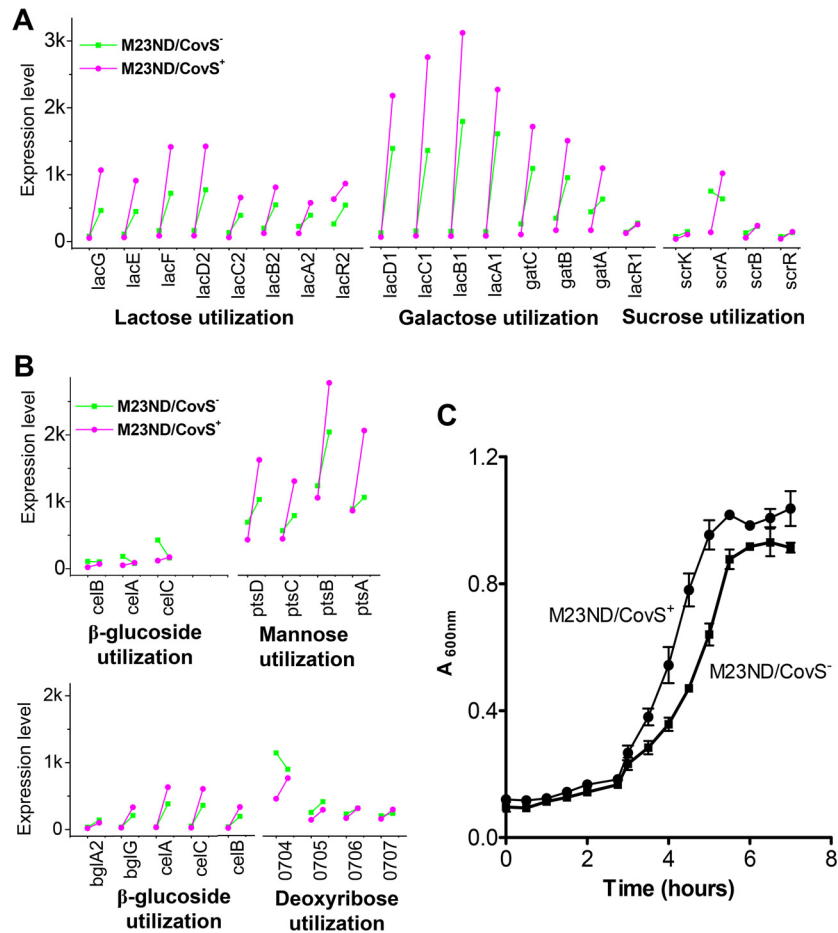 A
M23ND/CovS⁻
M23ND/CovS⁺
Expression level
3k
2k
1k
0
lacG lacE lacF lacD2 lacC2 lacB2 lacA2 lacR2 lacD1 lacC1 lacB1 lacA1 gatC gatB gatA lacR1 scrK scrA scrB scrR
Lactose utilization Galactose utilization Sucrose utilization
B
M23ND/CovS⁻
M23ND/CovS⁺
Expression level
2k
1k
0
celB celA celC ptsD ptsC ptsB ptsA
β-glucoside utilization
Mannose utilization
Expression level
2k
1k
0
bglA2 bglG celA celC celB 0704 0705 0706 0707
β-glucoside utilization
Deoxyribose utilization
C
A 600nm
1.2
0.8
0.4
0.0
M23ND/CovS⁺
M23ND/CovS⁻
0 2 4 6 8
Time (hours)